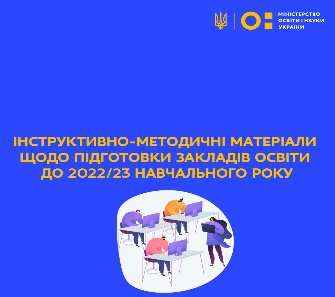 МІНІСТЕРСТВО
ОСВІТИ І НАУКИ
УКРАЇНИ
ІНСТРУКТИВНО-МЕТОДИЧНІ МАТЕРІАЛИ
ЩОДО ПІДГОТОВКИ ЗАКЛАДІВ ОСВІТИ
ДО 2022/23 НАВЧАЛЬНОГО РОКУ